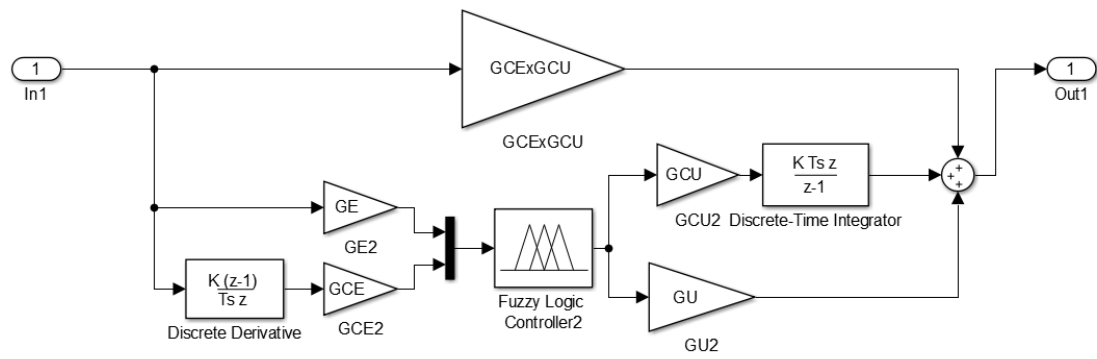 1
In1
GCExGCU
GCExGCU
1
Out1
GE
GE2
K (z-1)
Ts z
Discrete Derivative
GCE
GCE2
Fuzzy Logic
Controller2
GCU
GCU2
K Ts z
z-1
Discrete-Time Integrator
GU
GU2
+
+
+